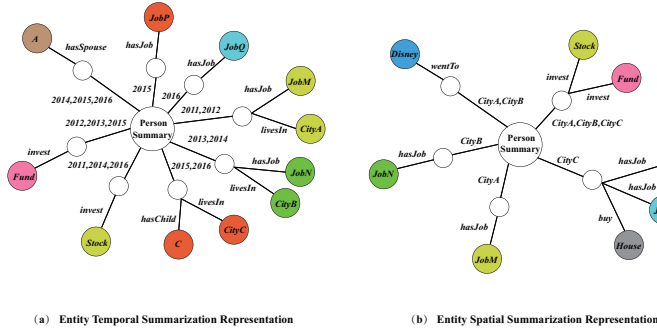 A
hasSpouse
2014,2015,2016
JobP
hasJob
2015
JobQ
hasJob
2016
JobM
hasJob
2011,2012
livesIn
CityA
Person
Summary
2012,2013,2015
invest
Fund
2011,2014,2016
invest
Stock
2013,2014
hasJob
JobN
livesIn
CityB
2015,2016
hasChild
C
livesIn
CityC
(a) Entity Temporal Summarization Representation
Disney
wentTo
CityA,CityB
Stock
invest
Fund
invest
CityA,CityB,CityC
Person
Summary
CityB
hasJob
JobN
CityA
hasJob
JobM
CityC
hasJob
hasJob
buy
House
(b) Entity Spatial Summarization Representation